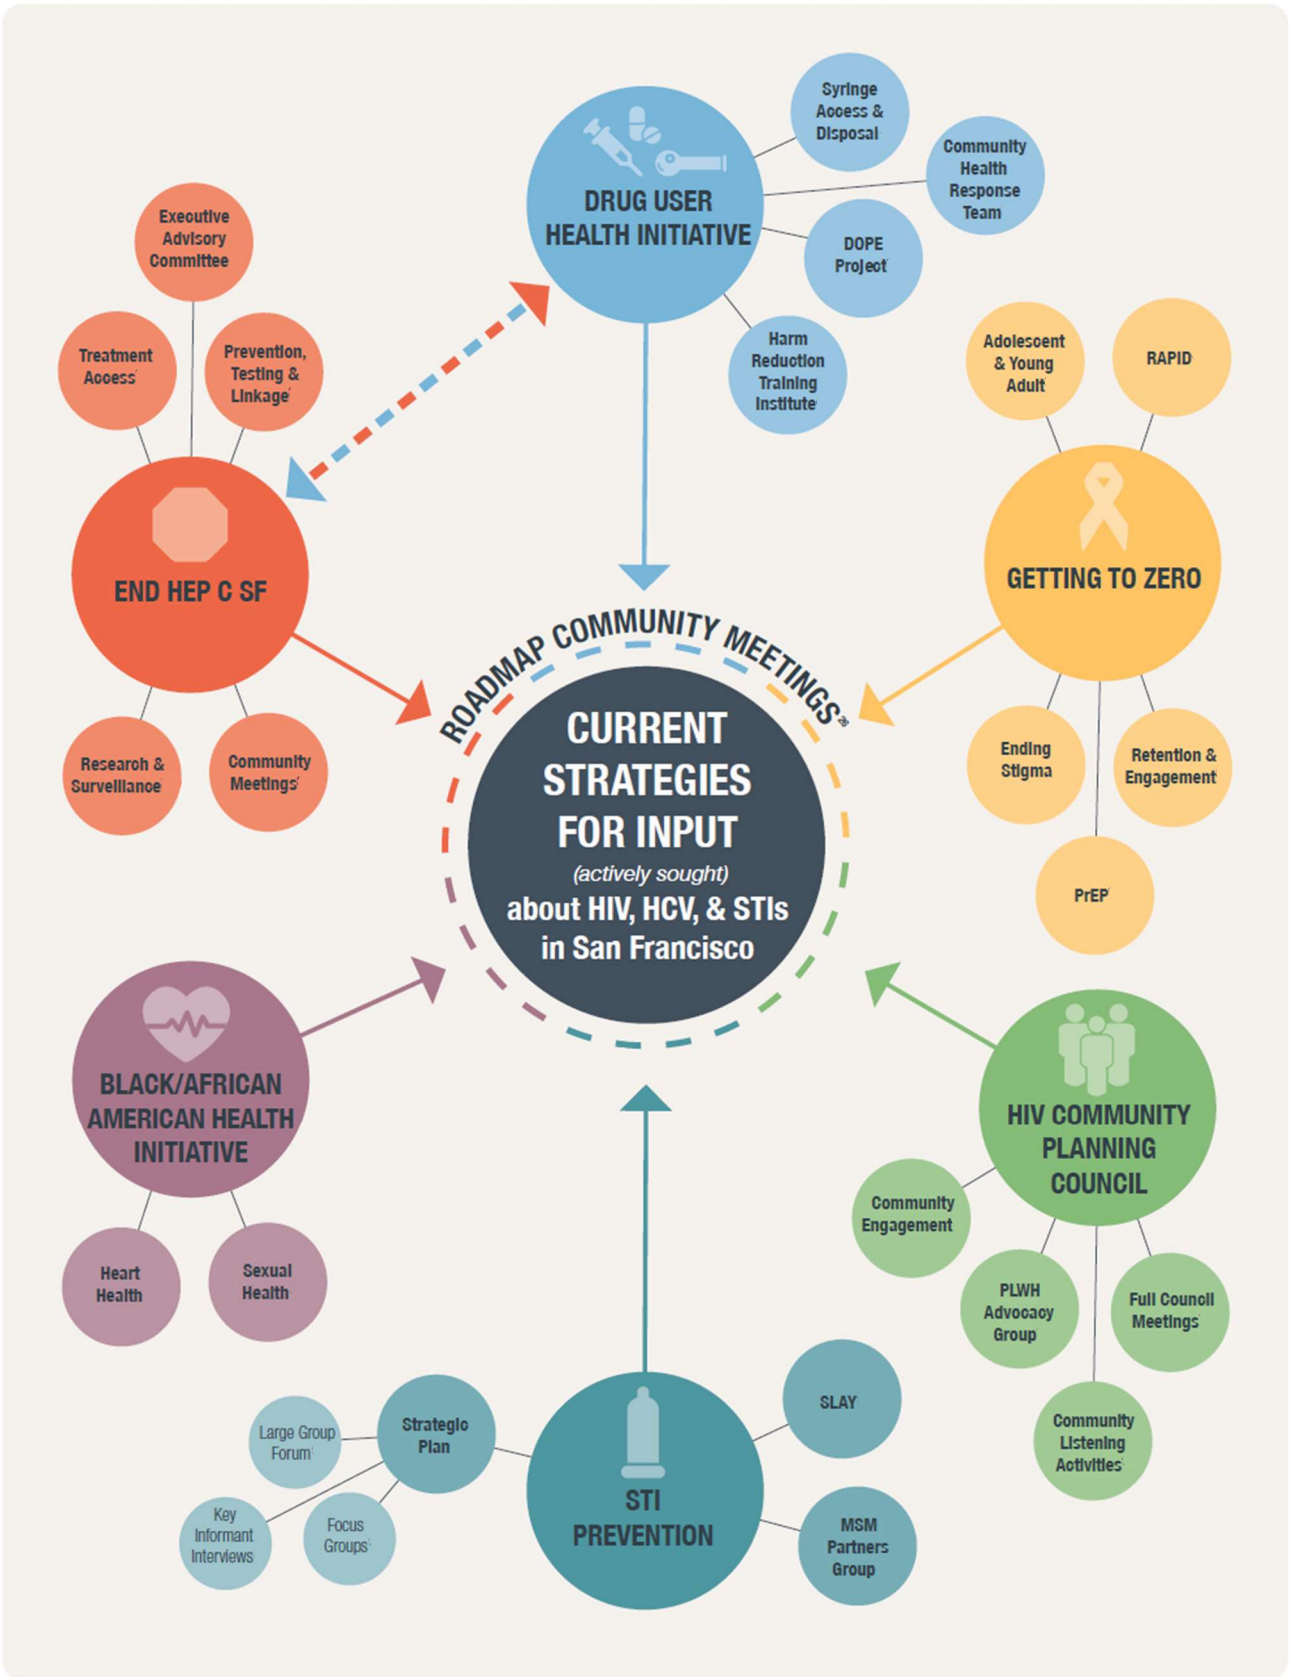 Syringe
Access &
Disposal
Community
Health
Response
Team
DRUG USER
HEALTH INITIATIVE
DOPE
Project
Harm
Reduction
Training
Institute
Executive
Advisory
Committee
Treatment
Access
Prevention,
Testing &
Linkage
END HEP C SF
Research &
Surveillance
Community
Meetings
Adolescent
& Young
Adult
RAPID
GETTING TO ZERO
Ending
Stigma
Retention &
Engagement
PrEP
ROADMAP COMMUNITY MEETINGS26
CURRENT
STRATEGIES
FOR INPUT
(actively sought)
about HIV, HCV, & STIs
in San Francisco
BLACK/AFRICAN
AMERICAN HEALTH
INITIATIVE
Heart
Health
Sexual
Health
HIV COMMUNITY
PLANNING
COUNCIL
Community
Engagement
PLWH
Advocacy
Group
Full Council
Meetings
Community
Listening
Activities
STI
PREVENTION
Strategic
Plan
Large Group
Forum
Key
Informant
Interviews
Focus
Groups
SLAY
MSM
Partners
Group